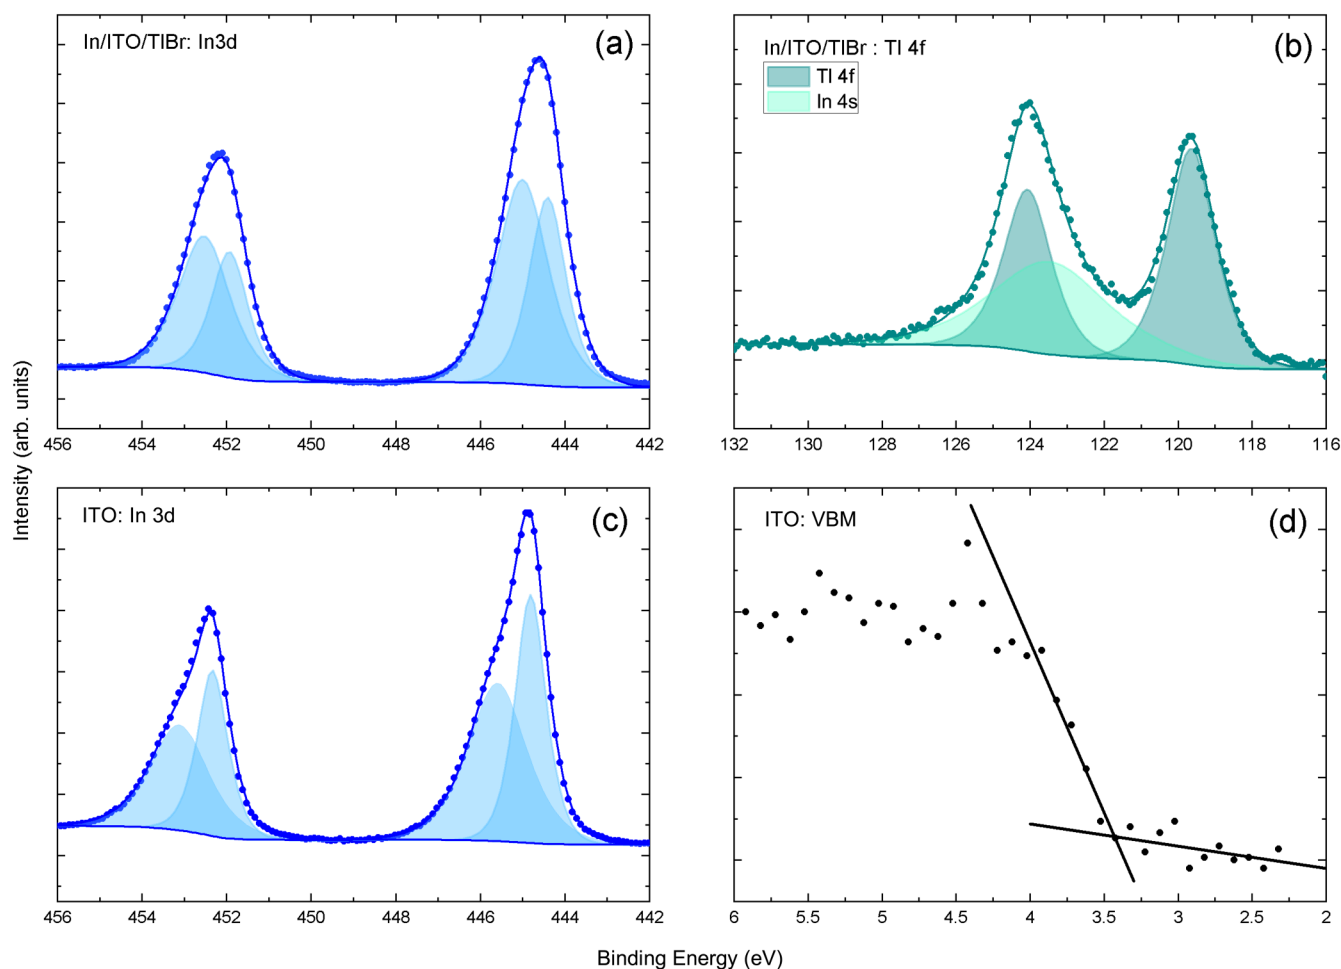 In/ITO/TlBr: In3d
(a)
456 454 452 450 448 446 444 442
In/ITO/TlBr : Tl 4f
(b)
Tl 4f
In 4s
132 130 128 126 124 122 120 118 116
Intensity (arb. units)
ITO: In 3d
(c)
456 454 452 450 448 446 444 442
ITO: VBM
(d)
6 5.5 5 4.5 4 3.5 3 2.5 2
Binding Energy (eV)